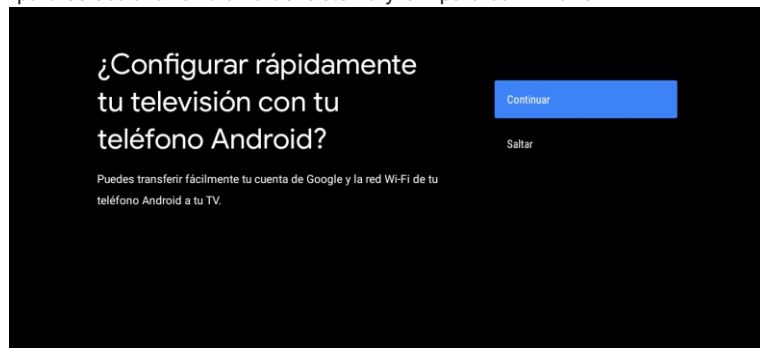 ¿Configurar rápidamente
tu televisión con tu
teléfono Android?
Puedes transferir fácilmente tu cuenta de Google y la red Wi-Fi de tu
teléfono Android a tu TV.
Continuar
Saltar